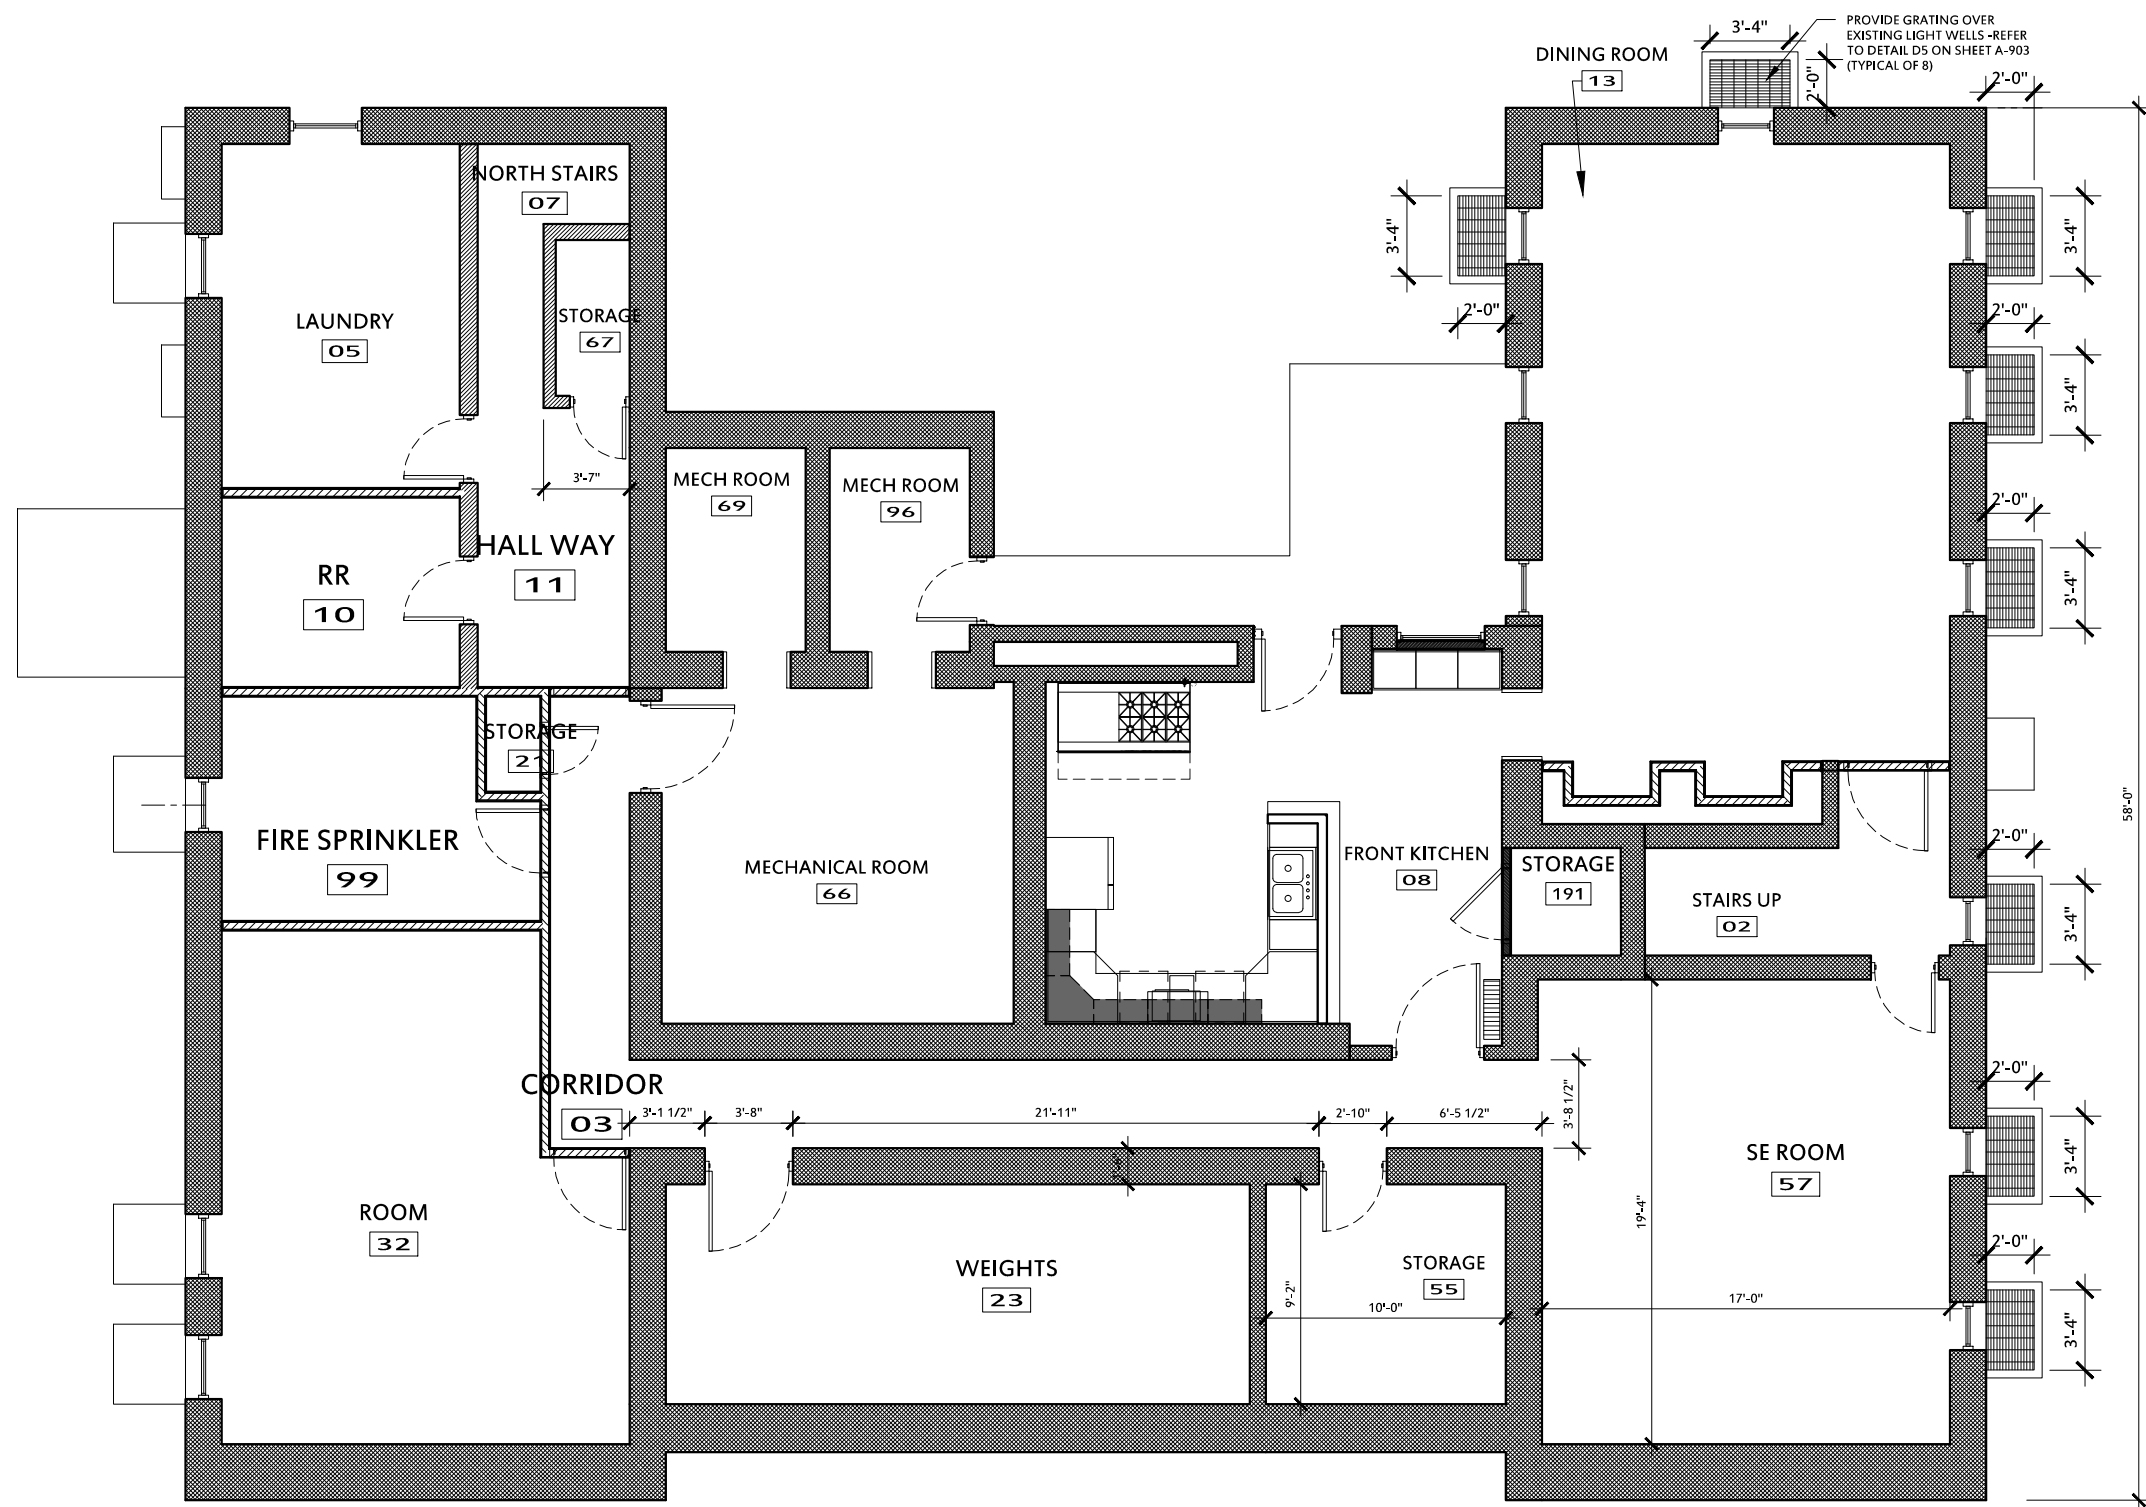 3'-4"
PROVIDE GRATING OVER
EXISTING LIGHT WELLS -REFER
TO DETAIL D5 ON SHEET A-903
(TYPICAL OF 8)
DINING ROOM
13
2'-0"
2'-0"
NORTH STAIRS
07
3'-4"
3'-4"
STORAGE
67
2'-0"
2'-0"
LAUNDRY
05
3'-4"
3'-7"
MECH ROOM
69
MECH ROOM
96
2'-0"
HALL WAY
11
RR
10
3'-4"
STORAGE
21
58'-0"
FIRE SPRINKLER
99
MECHANICAL ROOM
66
FRONT KITCHEN
08
STORAGE
191
STAIRS UP
02
2'-0"
3'-4"
CORRIDOR
03
3'-1 1/2"
3'-8"
21'-11"
2'-10"
6'-5 1/2"
3'-8 1/2"
2'-0"
1'-6"
3'-4"
SE ROOM
57
19'-4"
ROOM
32
WEIGHTS
23
STORAGE
55
9'-2"
10'-0"
17'-0"
2'-0"
3'-4"